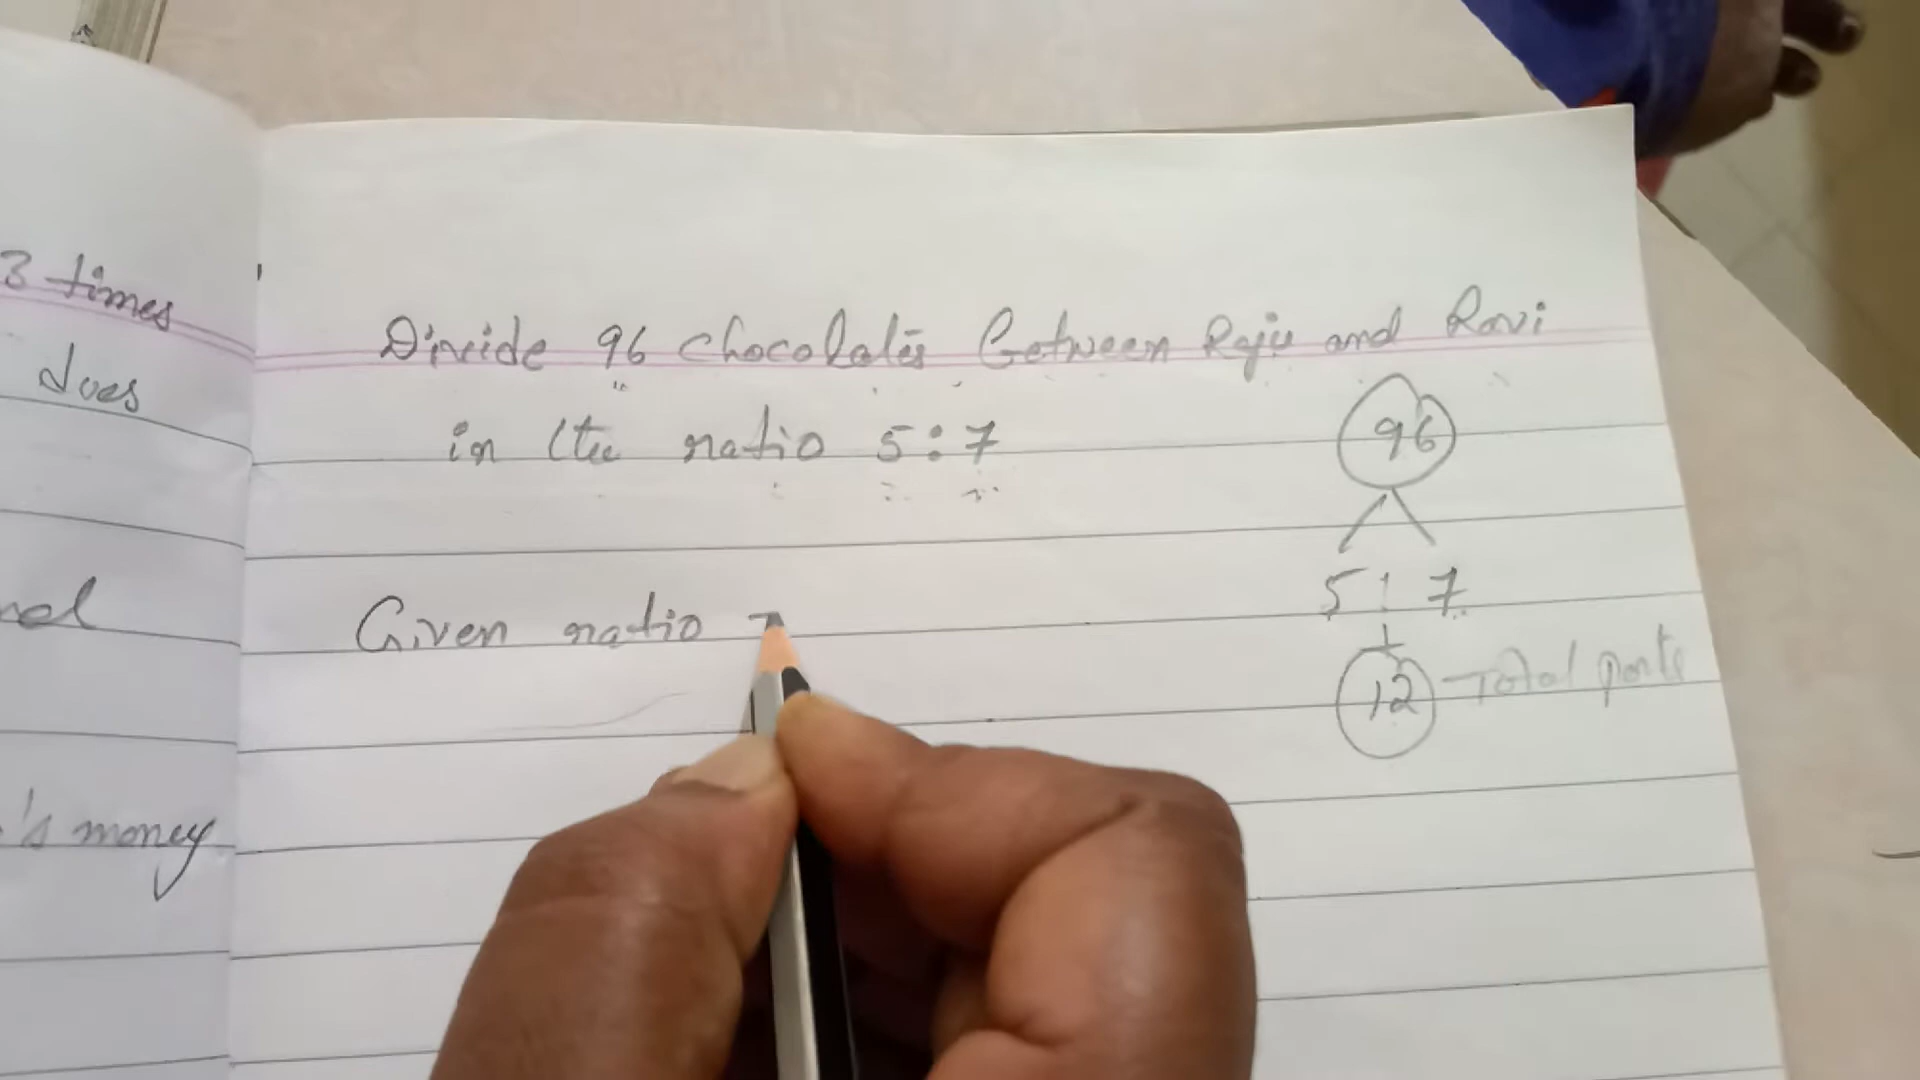 3 times
does
's money
Divide 96 chocolates between Raju and Ravi
in the ratio 5:7
Given ratio =
96
5:7
12 - Total parts